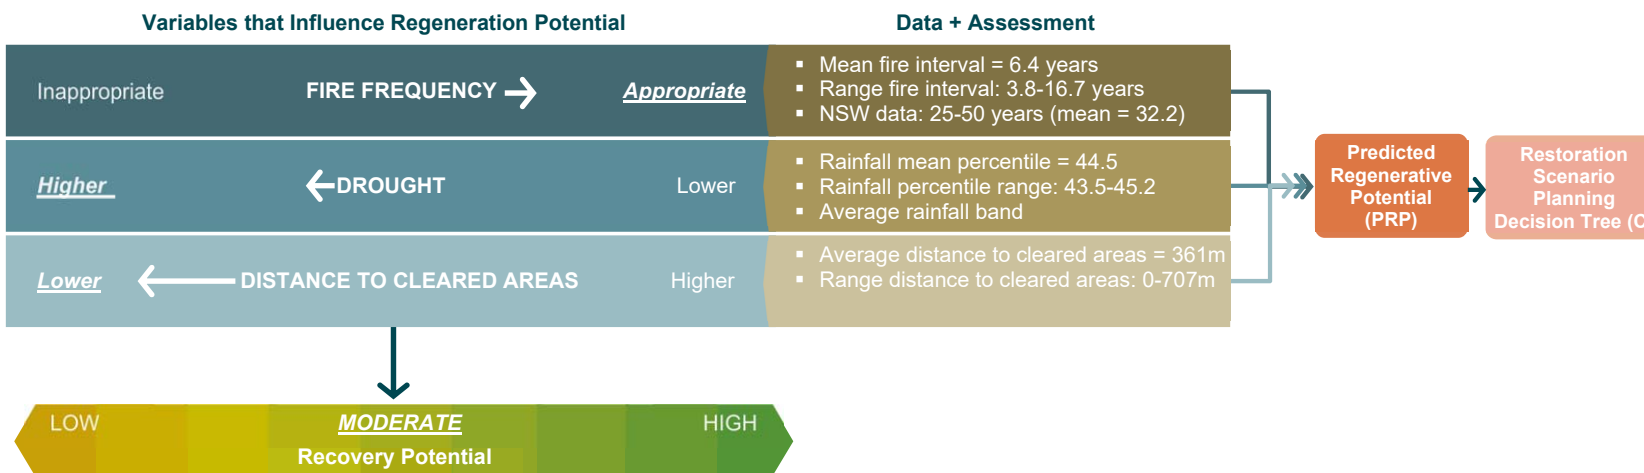 Variables that Influence Regeneration Potential
Data + Assessment
Inappropriate
FIRE FREQUENCY
Appropriate
▪ Mean fire interval = 6.4 years
▪ Range fire interval: 3.8-16.7 years
▪ NSW data: 25-50 years (mean = 32.2)
Higher
DROUGHT
Lower
▪ Rainfall mean percentile = 44.5
▪ Rainfall percentile range: 43.5-45.2
▪ Average rainfall band
Lower
DISTANCE TO CLEARED AREAS
Higher
▪ Average distance to cleared areas = 361m
▪ Range distance to cleared areas: 0-707m
Predicted
Regenerative
Potential
(PRP)
Restoration
Scenario
Planning
Decision Tree
LOW
MODERATE
HIGH
Recovery Potential